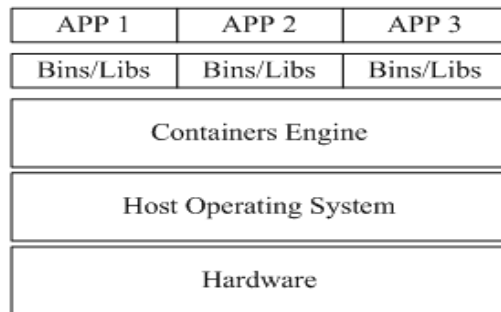 APP 1 APP 2 APP 3
Bins/Libs Bins/Libs Bins/Libs
Containers Engine
Host Operating System
Hardware